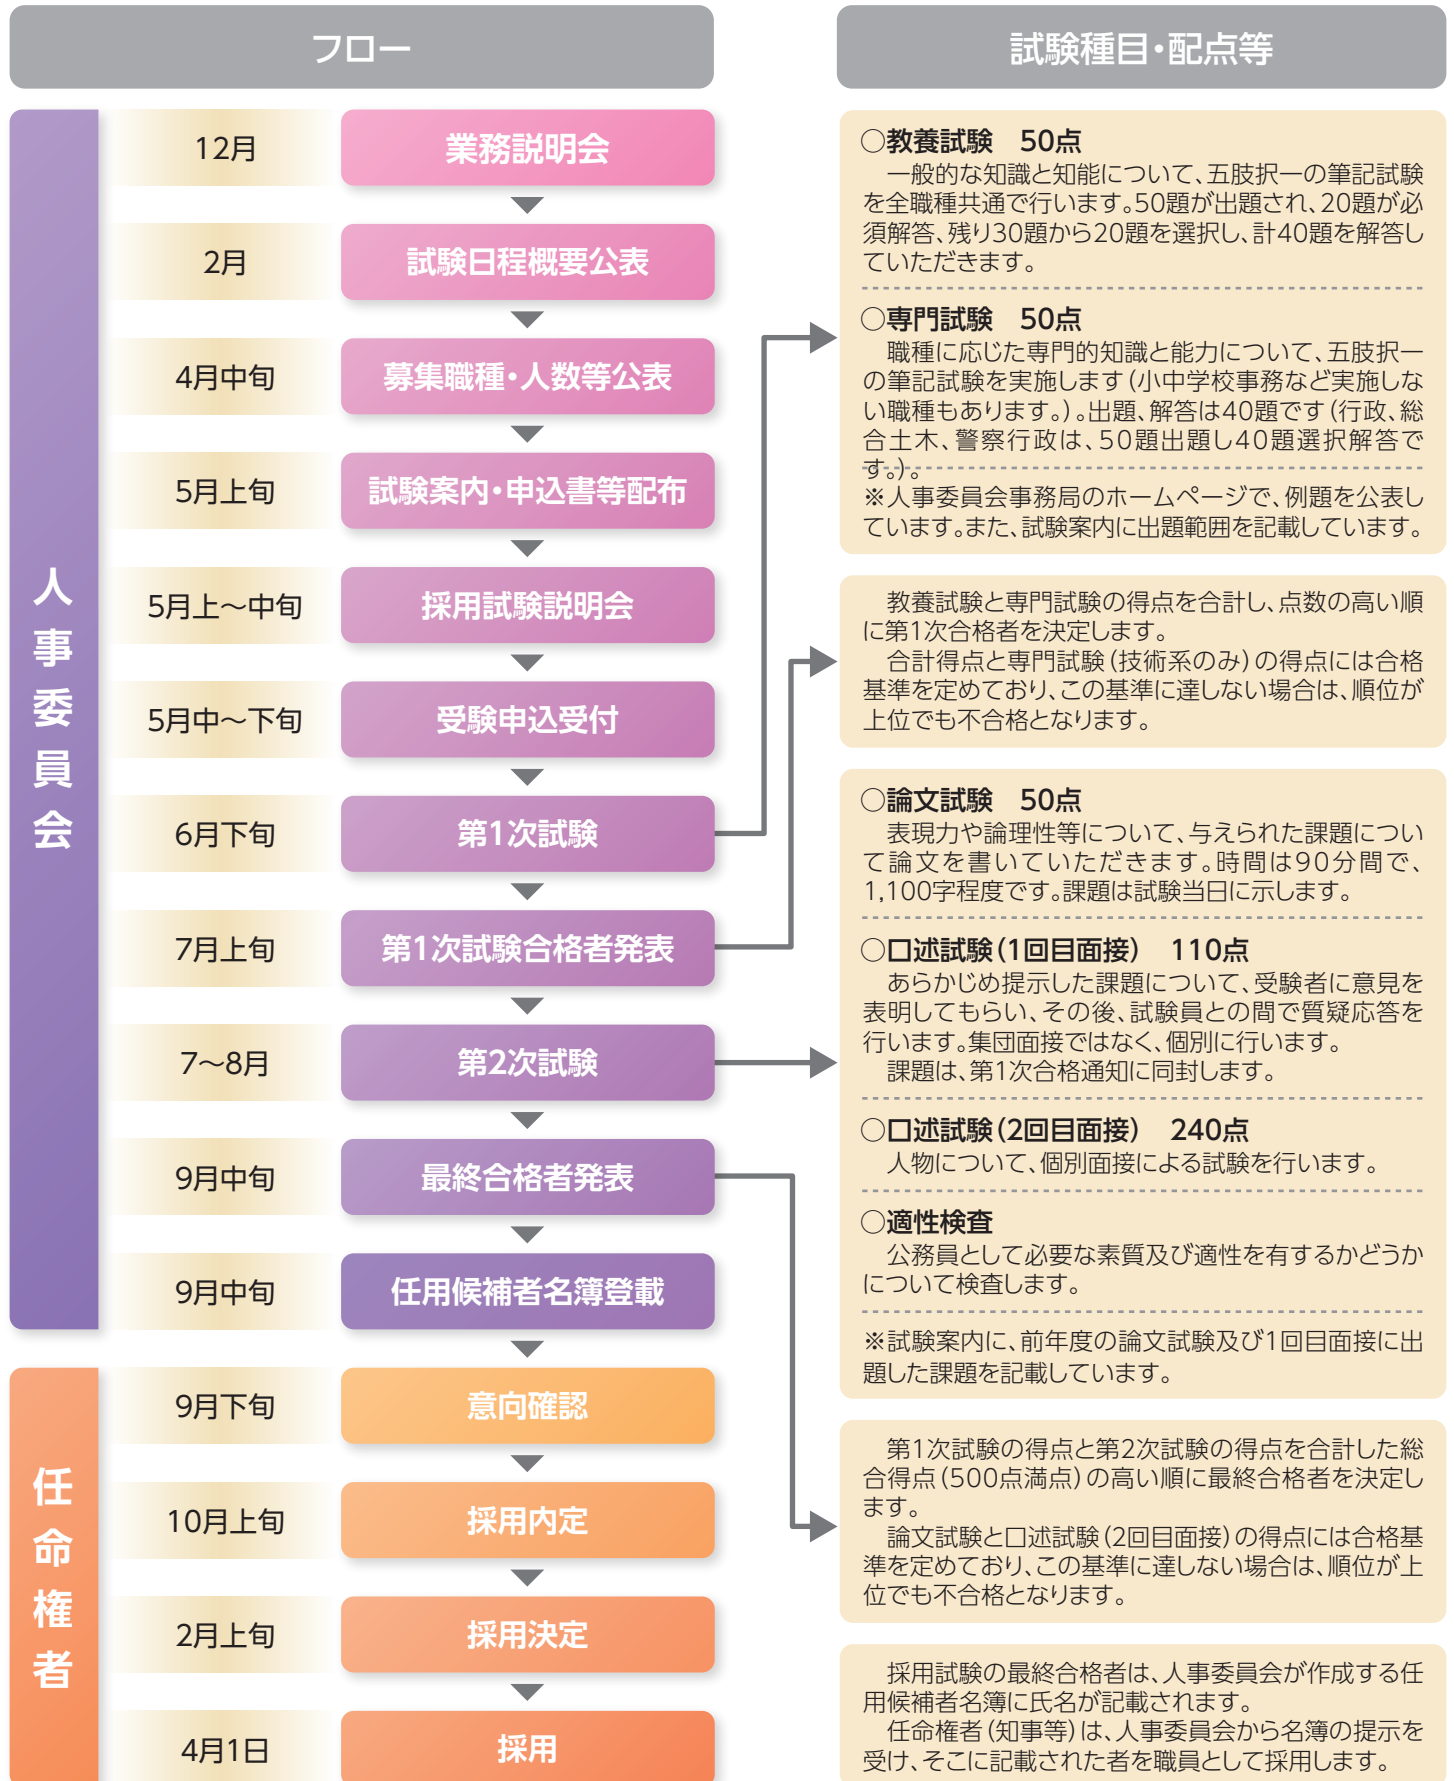 フロー
人事委員会
12月
業務説明会
2月
試験日程概要公表
4月中旬
募集職種・人数等公表
5月上旬
試験案内・申込書等配布
5月上～中旬
採用試験説明会
5月中～下旬
受験申込受付
6月下旬
第1次試験
7月上旬
第1次試験合格者発表
7～8月
第2次試験
9月中旬
最終合格者発表
9月中旬
任用候補者名簿登載
任命権者
9月下旬
意向確認
10月上旬
採用内定
2月上旬
採用決定
4月1日
採用
試験種目・配点等
○教養試験　50点
　一般的な知識と知能について、五肢択一の筆記試験
を全職種共通で行います。50題が出題され、20題が必
須解答、残り30題から20題を選択し、計40題を解答し
ていただきます。
○専門試験　50点
　職種に応じた専門的知識と能力について、五肢択一
の筆記試験を実施します（小中学校事務など実施しな
い職種もあります。）。出題、解答は40題です（行政、総
合土木、警察行政は、50題出題し40題選択解答で
す。）。
※人事委員会事務局のホームページで、例題を公表し
ています。また、試験案内に出題範囲を記載しています。
　教養試験と専門試験の得点を合計し、点数の高い順
に第1次合格者を決定します。
　合計得点と専門試験（技術系のみ）の得点には合格
基準を定めており、この基準に達しない場合は、順位が
上位でも不合格となります。
○論文試験　50点
　表現力や論理性等について、与えられた課題につい
て論文を書いていただきます。時間は90分間で、
1,100字程度です。課題は試験当日に示します。
○口述試験（1回目面接）　110点
　あらかじめ提示した課題について、受験者に意見を
表明してもらい、その後、試験員との間で質疑応答を
行います。集団面接ではなく、個別に行います。
　課題は、第1次合格通知に同封します。
○口述試験（2回目面接）　240点
　人物について、個別面接による試験を行います。
○適性検査
　公務員として必要な素質及び適性を有するかどうか
について検査します。
※試験案内に、前年度の論文試験及び1回目面接に出
題した課題を記載しています。
　第1次試験の得点と第2次試験の得点を合計した総
合得点（500点満点）の高い順に最終合格者を決定し
ます。
　論文試験と口述試験（2回目面接）の得点には合格基
準を定めており、この基準に達しない場合は、順位が上
位でも不合格となります。
　採用試験の最終合格者は、人事委員会が作成する任
用候補者名簿に氏名が記載されます。
　任命権者（知事等）は、人事委員会から名簿の提示を
受け、そこに記載された者を職員として採用します。